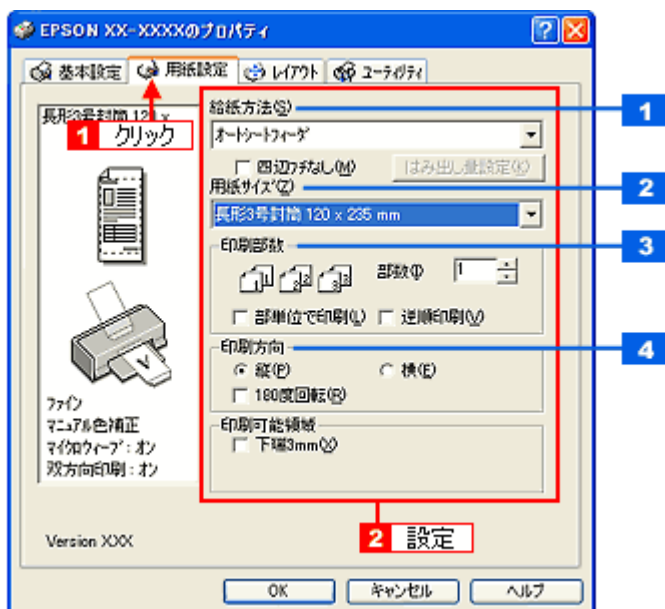 EPSON XX-XXXXのプロパティ
基本設定 用紙設定 レイアウト ユーティリティ
長形3号封筒 120 x
1 クリック
給紙方法(S)
1
オートシートフィーダ
四辺フチなし(M) はみ出し量設定(K)
用紙サイズ(Z)
2
長形3号封筒 120 x 235 mm
印刷部数
3
部数(I) 1
部単位で印刷(L) 逆順印刷(V)
印刷方向
4
縦(P) 横(E)
180度回転(R)
印刷可能領域
下端3mm(X)
ファイン
マニュアル色補正
マイクロウィーブ:オン
双方向印刷:オン
2 設定
Version XXX
OK キャンセル ヘルプ